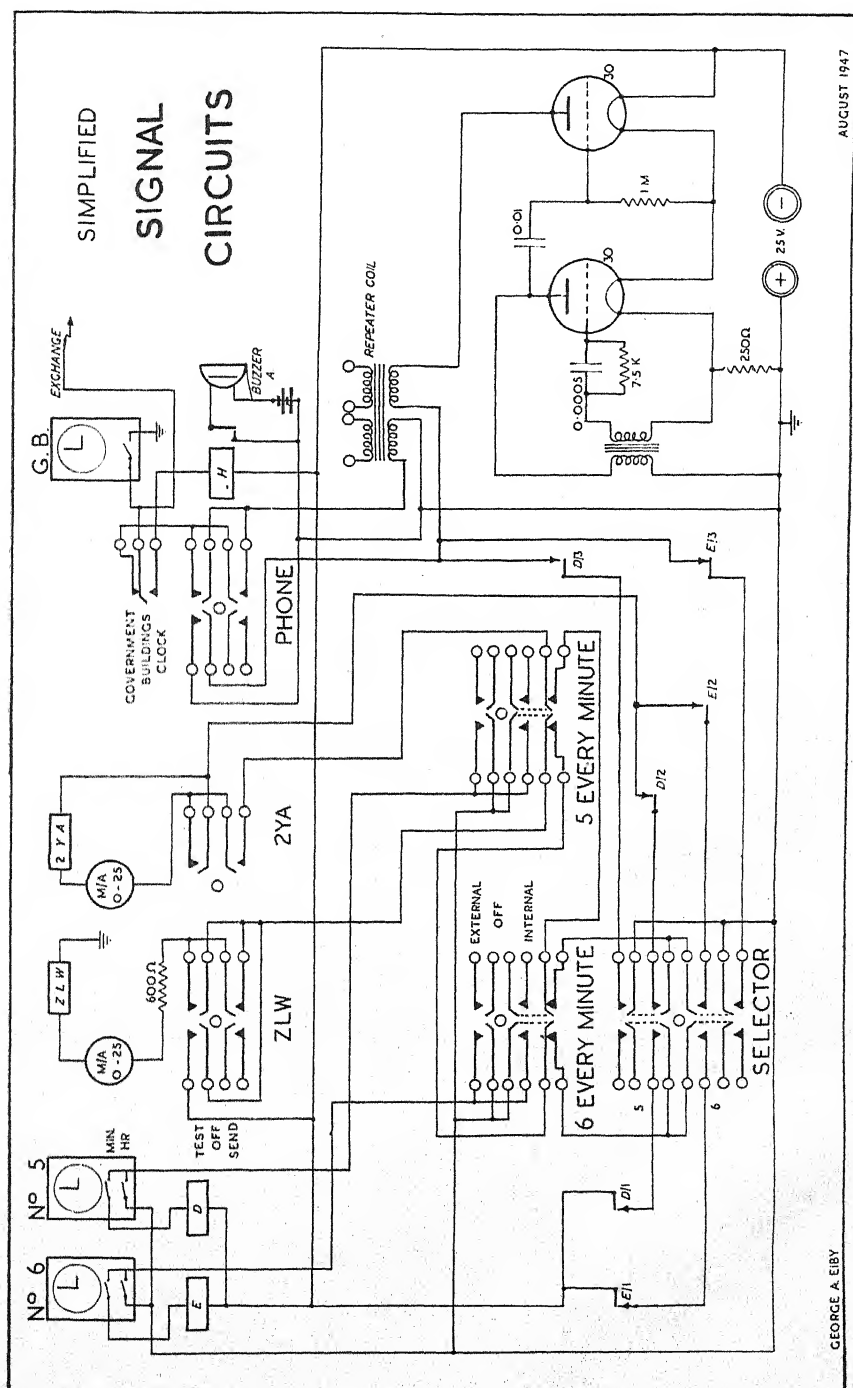 SIMPLIFIED
SIGNAL
CIRCUITS
Nº 6
Nº 5
MIN.
HR
E
D
ZLW
M/A
0-25
600Ω
TEST
OFF
SEND
ZLW
2YA
M/A
0-25
2YA
GOVERNMENT
BUILDINGS
CLOCK
G. B.
EXCHANGE
H
BUZZER
A
PHONE
REPEATER COIL
EXTERNAL
OFF
INTERNAL
6 EVERY MINUTE
5 EVERY MINUTE
5
6
SELECTOR
E/1
D/1
D/2
E/2
D/3
E/3
0·0005
7·5 K
30
0·01
1 M
30
250Ω
+
25 V.
-
GEORGE A. EIBY
AUGUST 1947